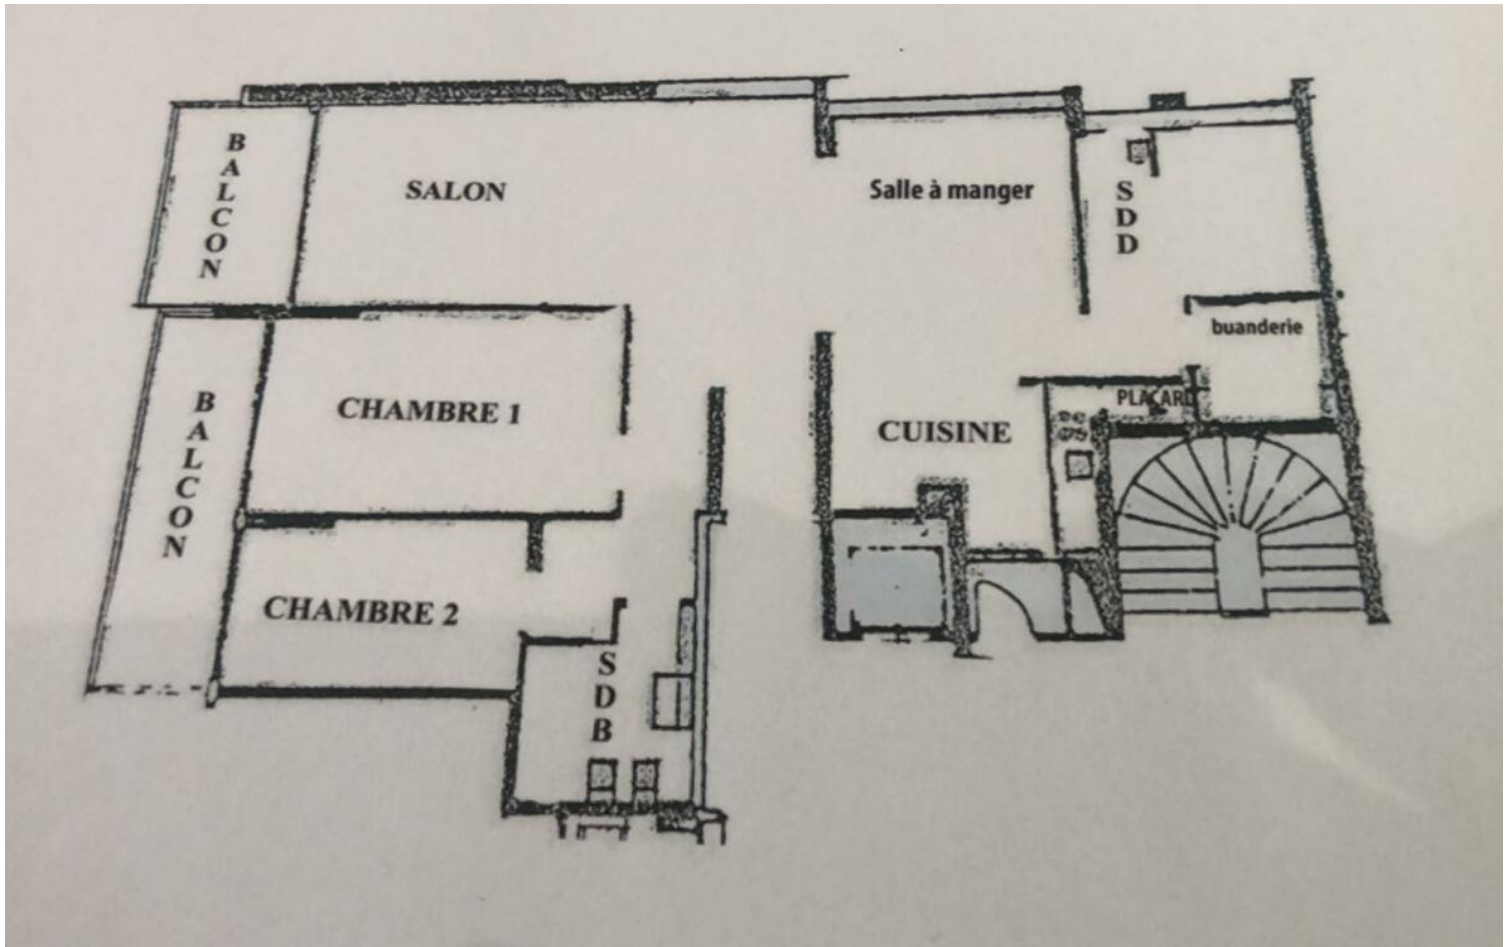 BALCON
SALON
Salle à manger
SDD
buanderie
PLACARD
BALCON
CHAMBRE 1
CUISINE
CHAMBRE 2
SDB